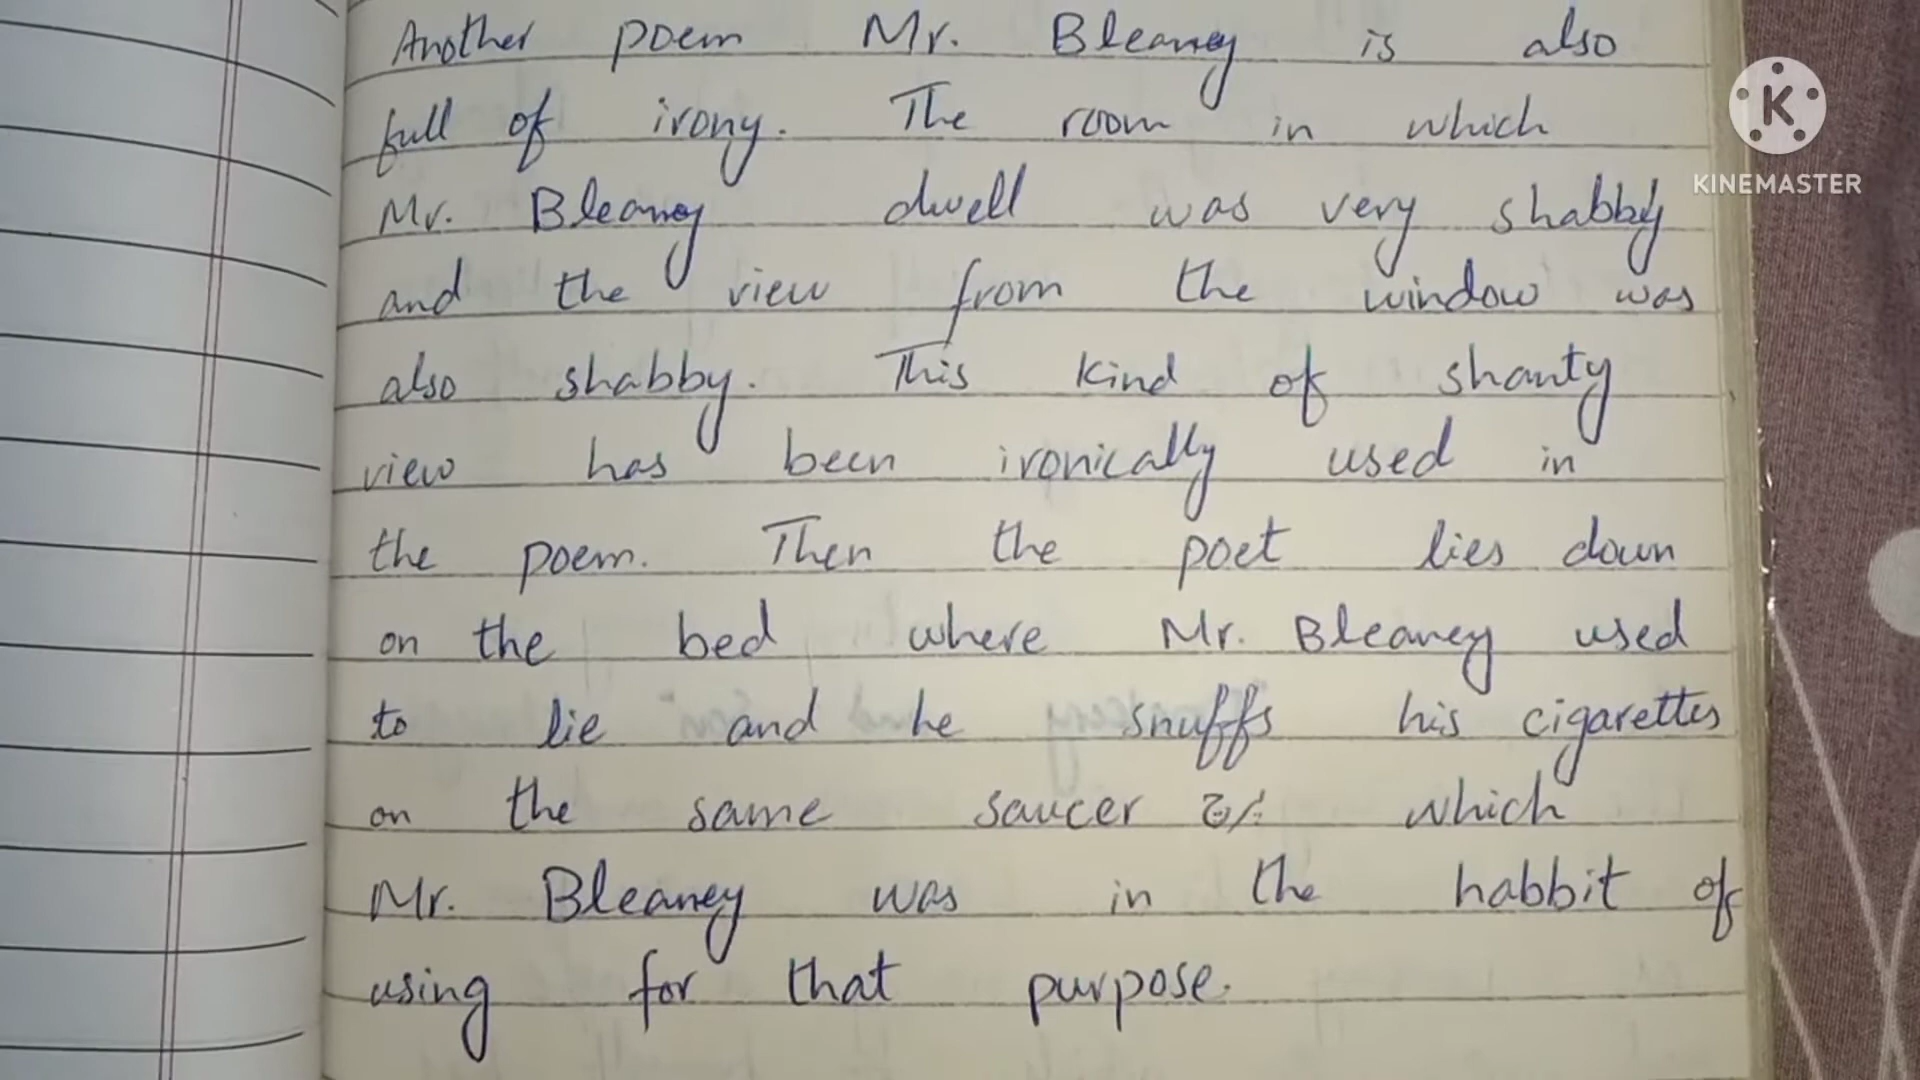 Another poem Mr. Bleaney is also
full of irony. The room in which
Mr. Bleaney dwell was very shabby
and the view from the window was
also shabby. This kind of shanty
view has been ironically used in
the poem. Then the poet lies down
on the bed where Mr. Bleaney used
to lie and he snuffs his cigarettes
on the same saucer which
Mr. Bleaney was in the habbit of
using for that purpose.
K
KINEMASTER